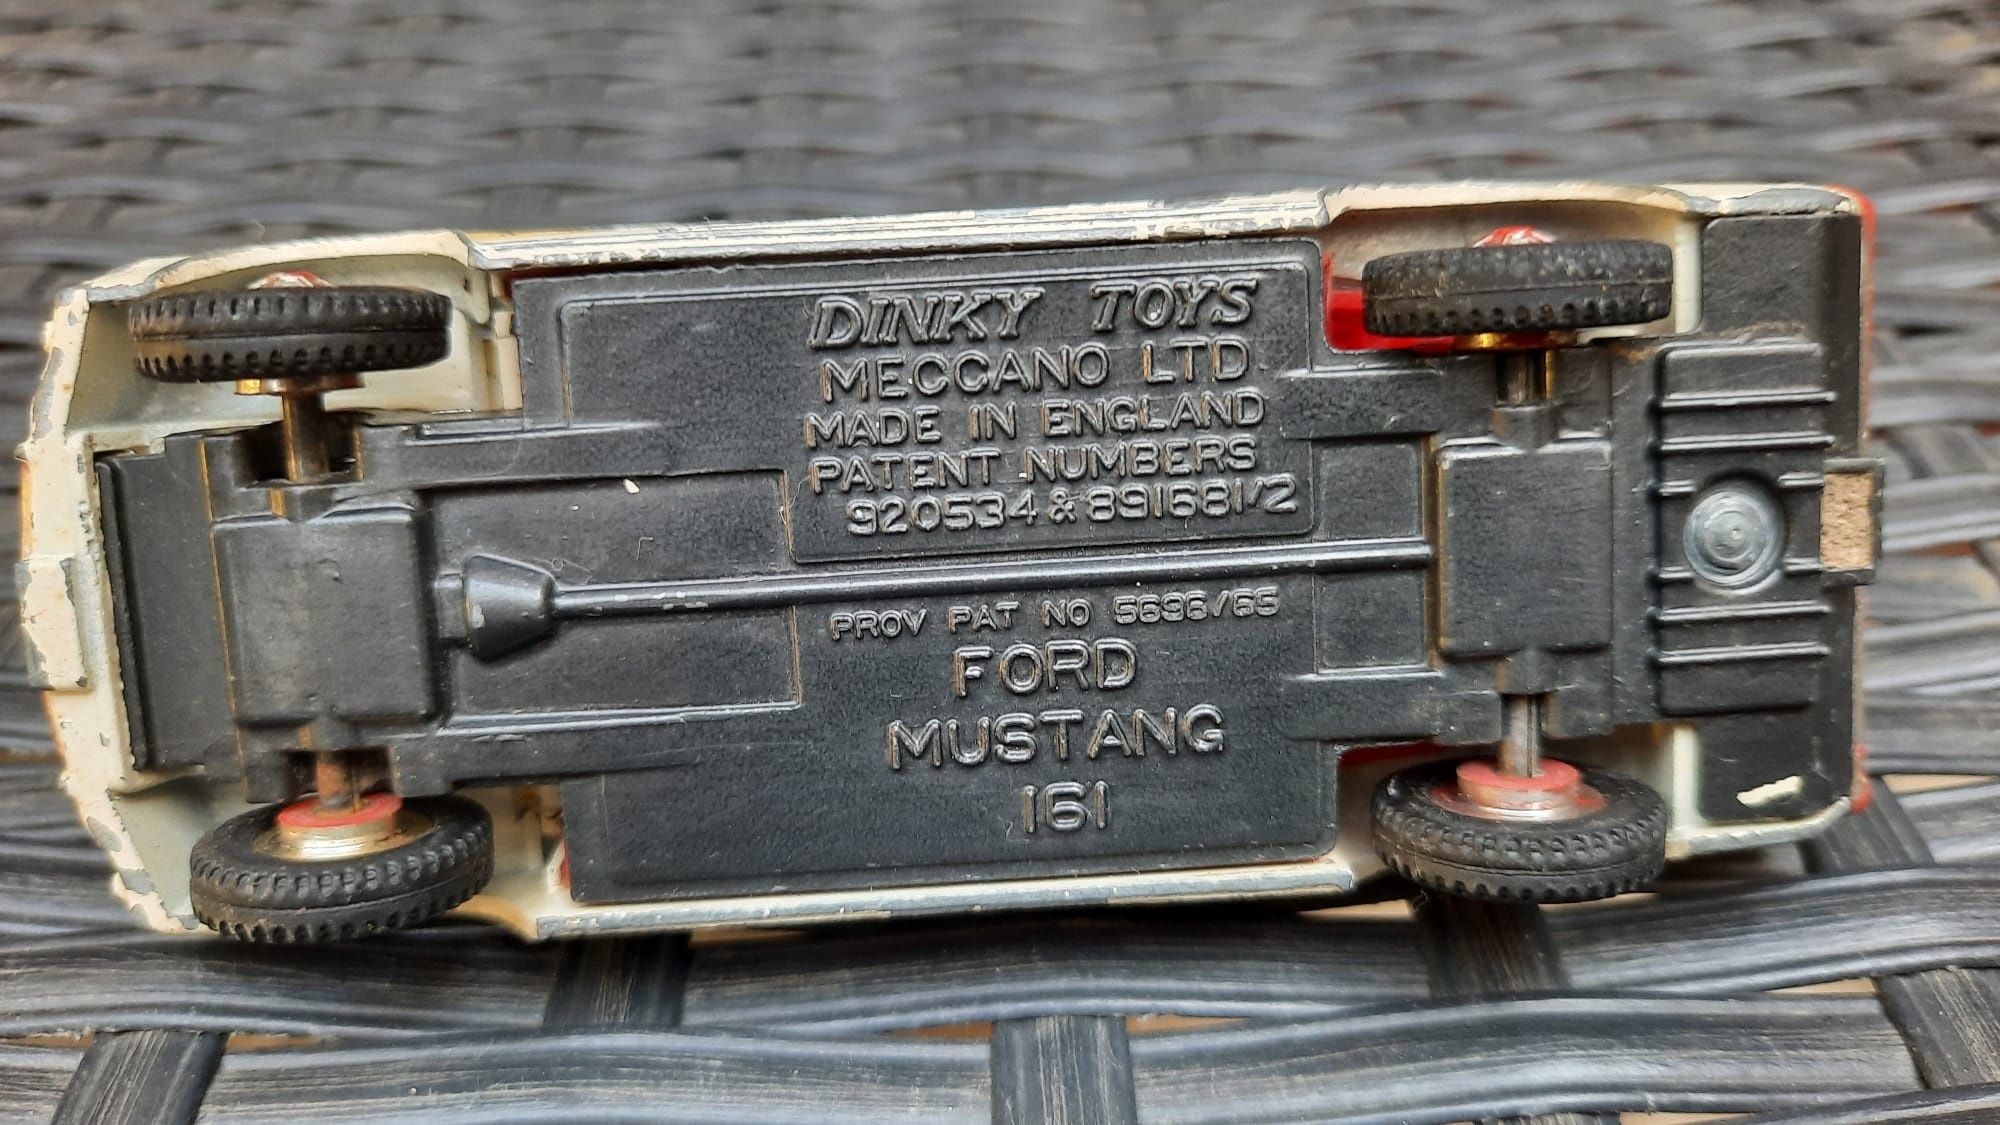 DINKY TOYS
MECCANO LTD
MADE IN ENGLAND
PATENT NUMBERS
920534 & 891681/2
PROV PAT NO 5696/65
FORD
MUSTANG
161